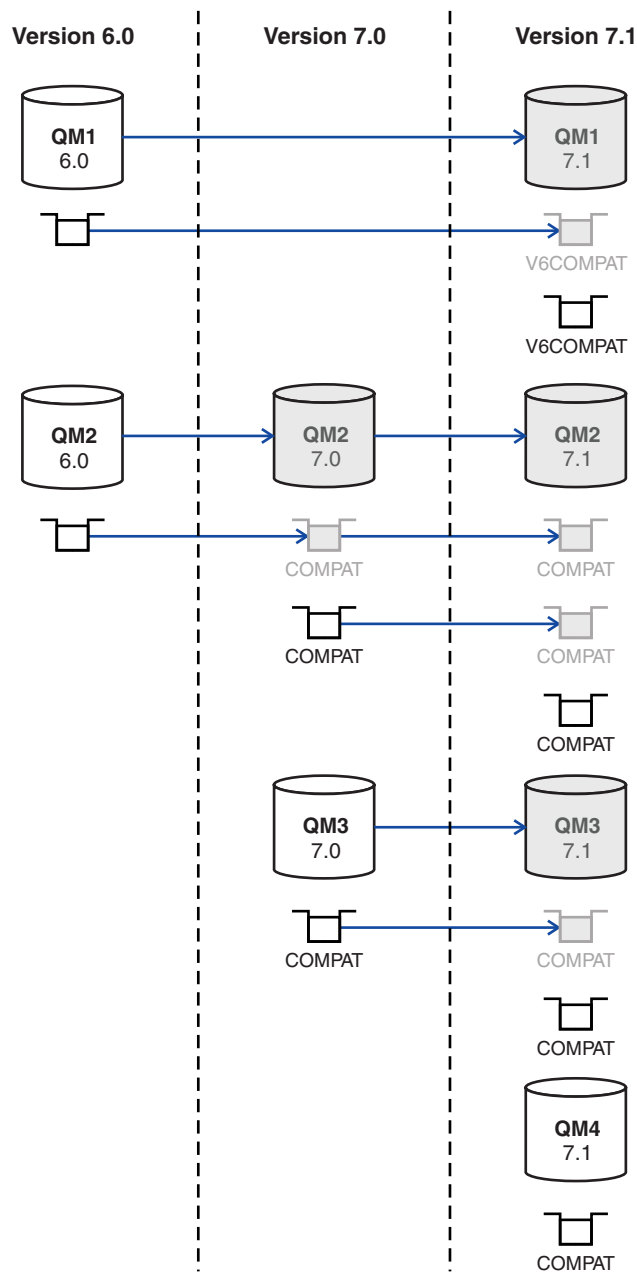 Version 6.0 Version 7.0 Version 7.1
QM1 QM1
6.0 7.1
V6COMPAT
V6COMPAT
QM2 QM2 QM2
6.0 7.0 7.1
COMPAT COMPAT
COMPAT COMPAT
COMPAT
QM3 QM3
7.0 7.1
COMPAT COMPAT
COMPAT
QM4
7.1
COMPAT